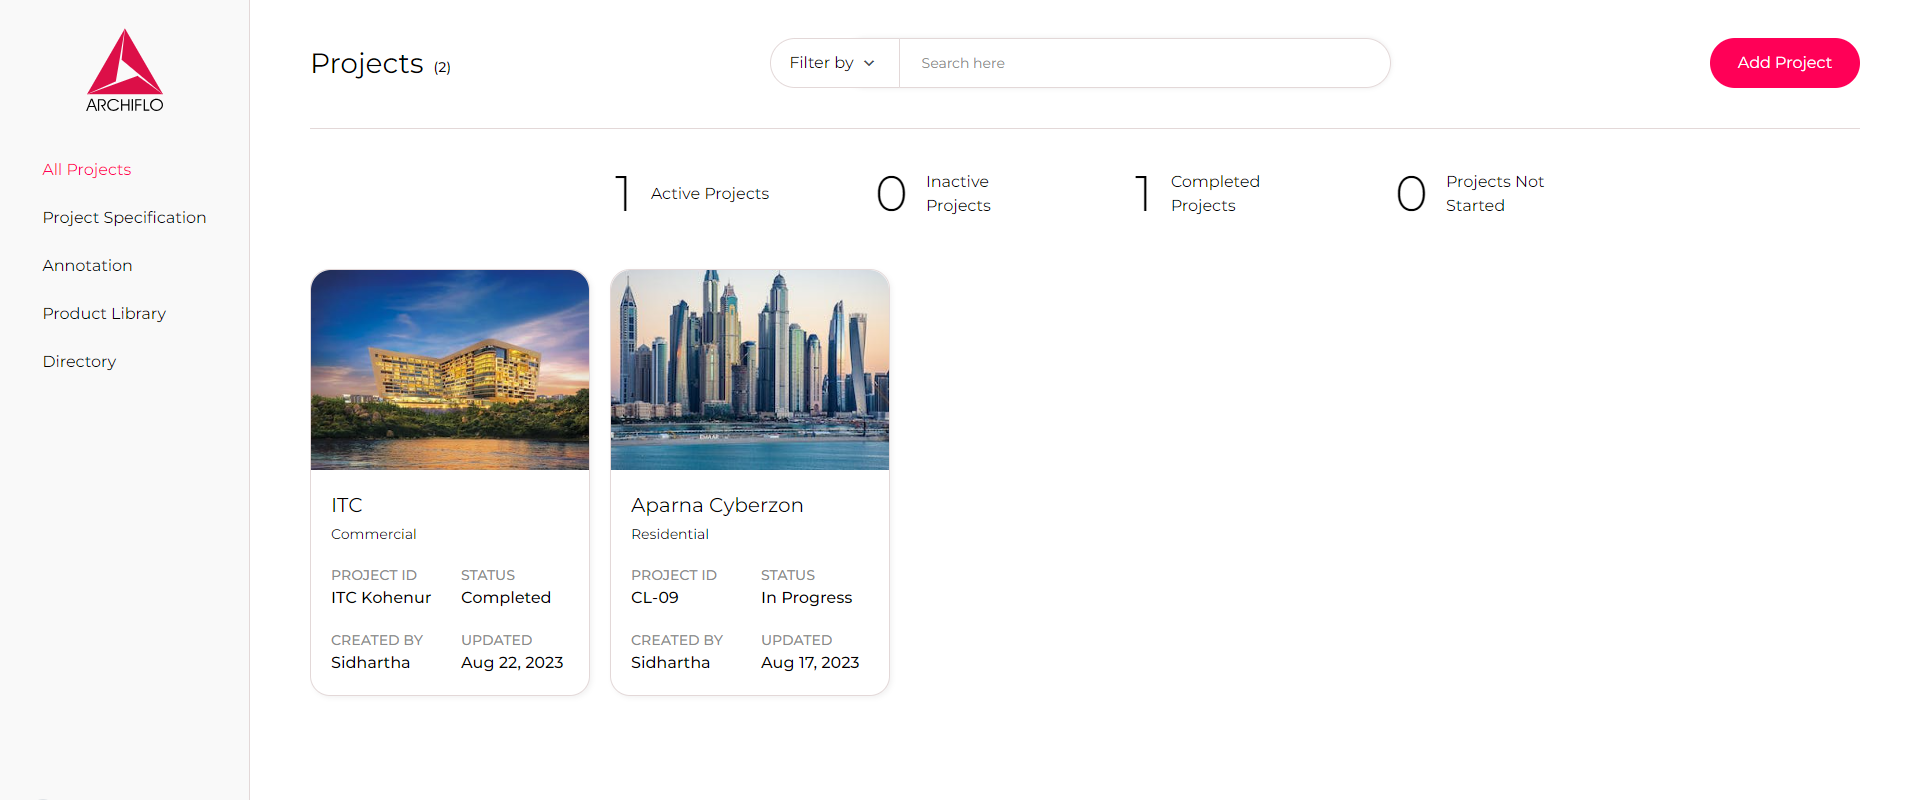 ARCHIFLO
All Projects
Project Specification
Annotation
Product Library
Directory
Projects (2)
Filter by
Search here
Add Project
1 Active Projects
0 Inactive
Projects
1 Completed
Projects
0 Projects Not
Started
ITC
Commercial
PROJECT ID STATUS
ITC Kohenur Completed
CREATED BY UPDATED
Sidhartha Aug 22, 2023
EMAAR
Aparna Cyberzon
Residential
PROJECT ID STATUS
CL-09 In Progress
CREATED BY UPDATED
Sidhartha Aug 17, 2023